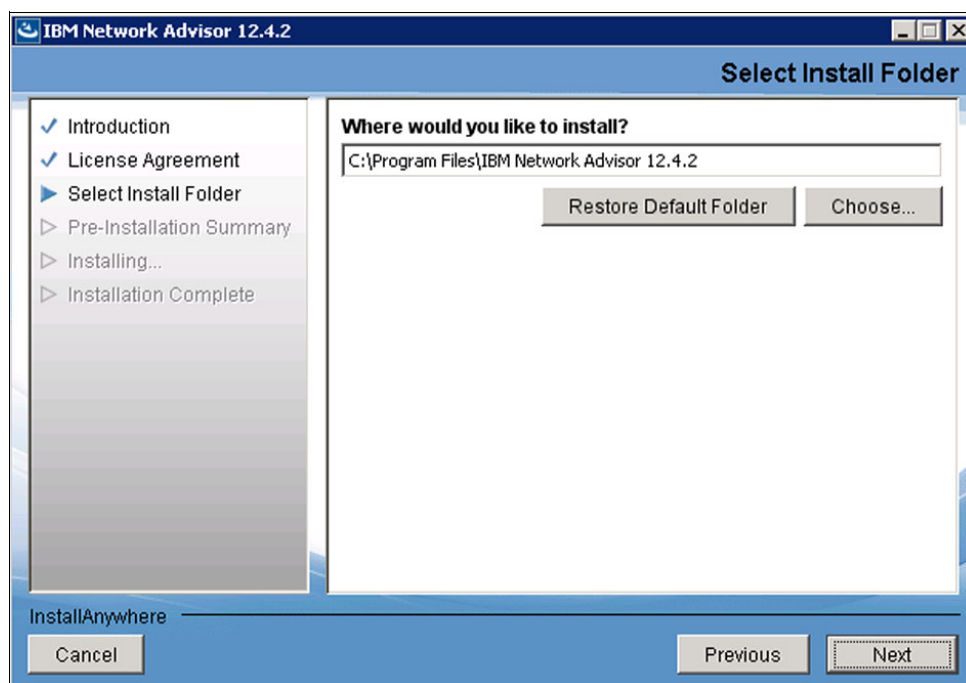 IBM Network Advisor 12.4.2
Select Install Folder
Introduction
License Agreement
Select Install Folder
Pre-Installation Summary
Installing...
Installation Complete
Where would you like to install?
C:\Program Files\IBM Network Advisor 12.4.2
Restore Default Folder Choose...
InstallAnywhere
Cancel Previous Next